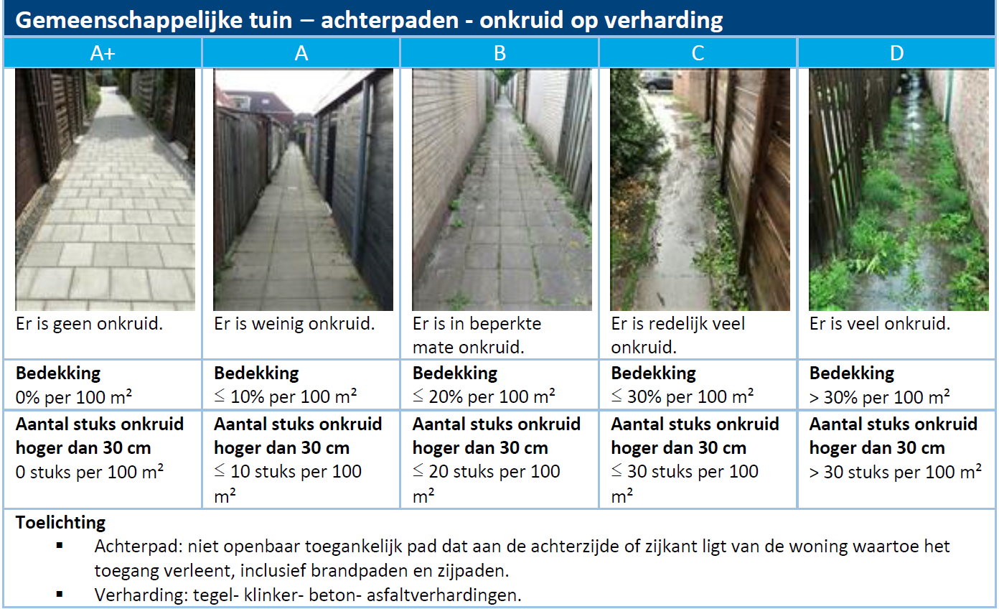 Gemeenschappelijke tuin – achterpaden - onkruid op verharding
A+ A B C D
Er is geen onkruid.
Er is weinig onkruid.
Er is in beperkte
mate onkruid.
Er is redelijk veel
onkruid.
Er is veel onkruid.
Bedekking
0% per 100 m²
Bedekking
≤ 10% per 100 m²
Bedekking
≤ 20% per 100 m²
Bedekking
≤ 30% per 100 m²
Bedekking
> 30% per 100 m²
Aantal stuks onkruid
hoger dan 30 cm
0 stuks per 100 m²
Aantal stuks onkruid
hoger dan 30 cm
≤ 10 stuks per 100
m²
Aantal stuks onkruid
hoger dan 30 cm
≤ 20 stuks per 100
m²
Aantal stuks onkruid
hoger dan 30 cm
≤ 30 stuks per 100
m²
Aantal stuks onkruid
hoger dan 30 cm
> 30 stuks per 100 m²
Toelichting
▪ Achterpad: niet openbaar toegankelijk pad dat aan de achterzijde of zijkant ligt van de woning waartoe het
toegang verleent, inclusief brandpaden en zijpaden.
▪ Verharding: tegel- klinker- beton- asfaltverhardingen.